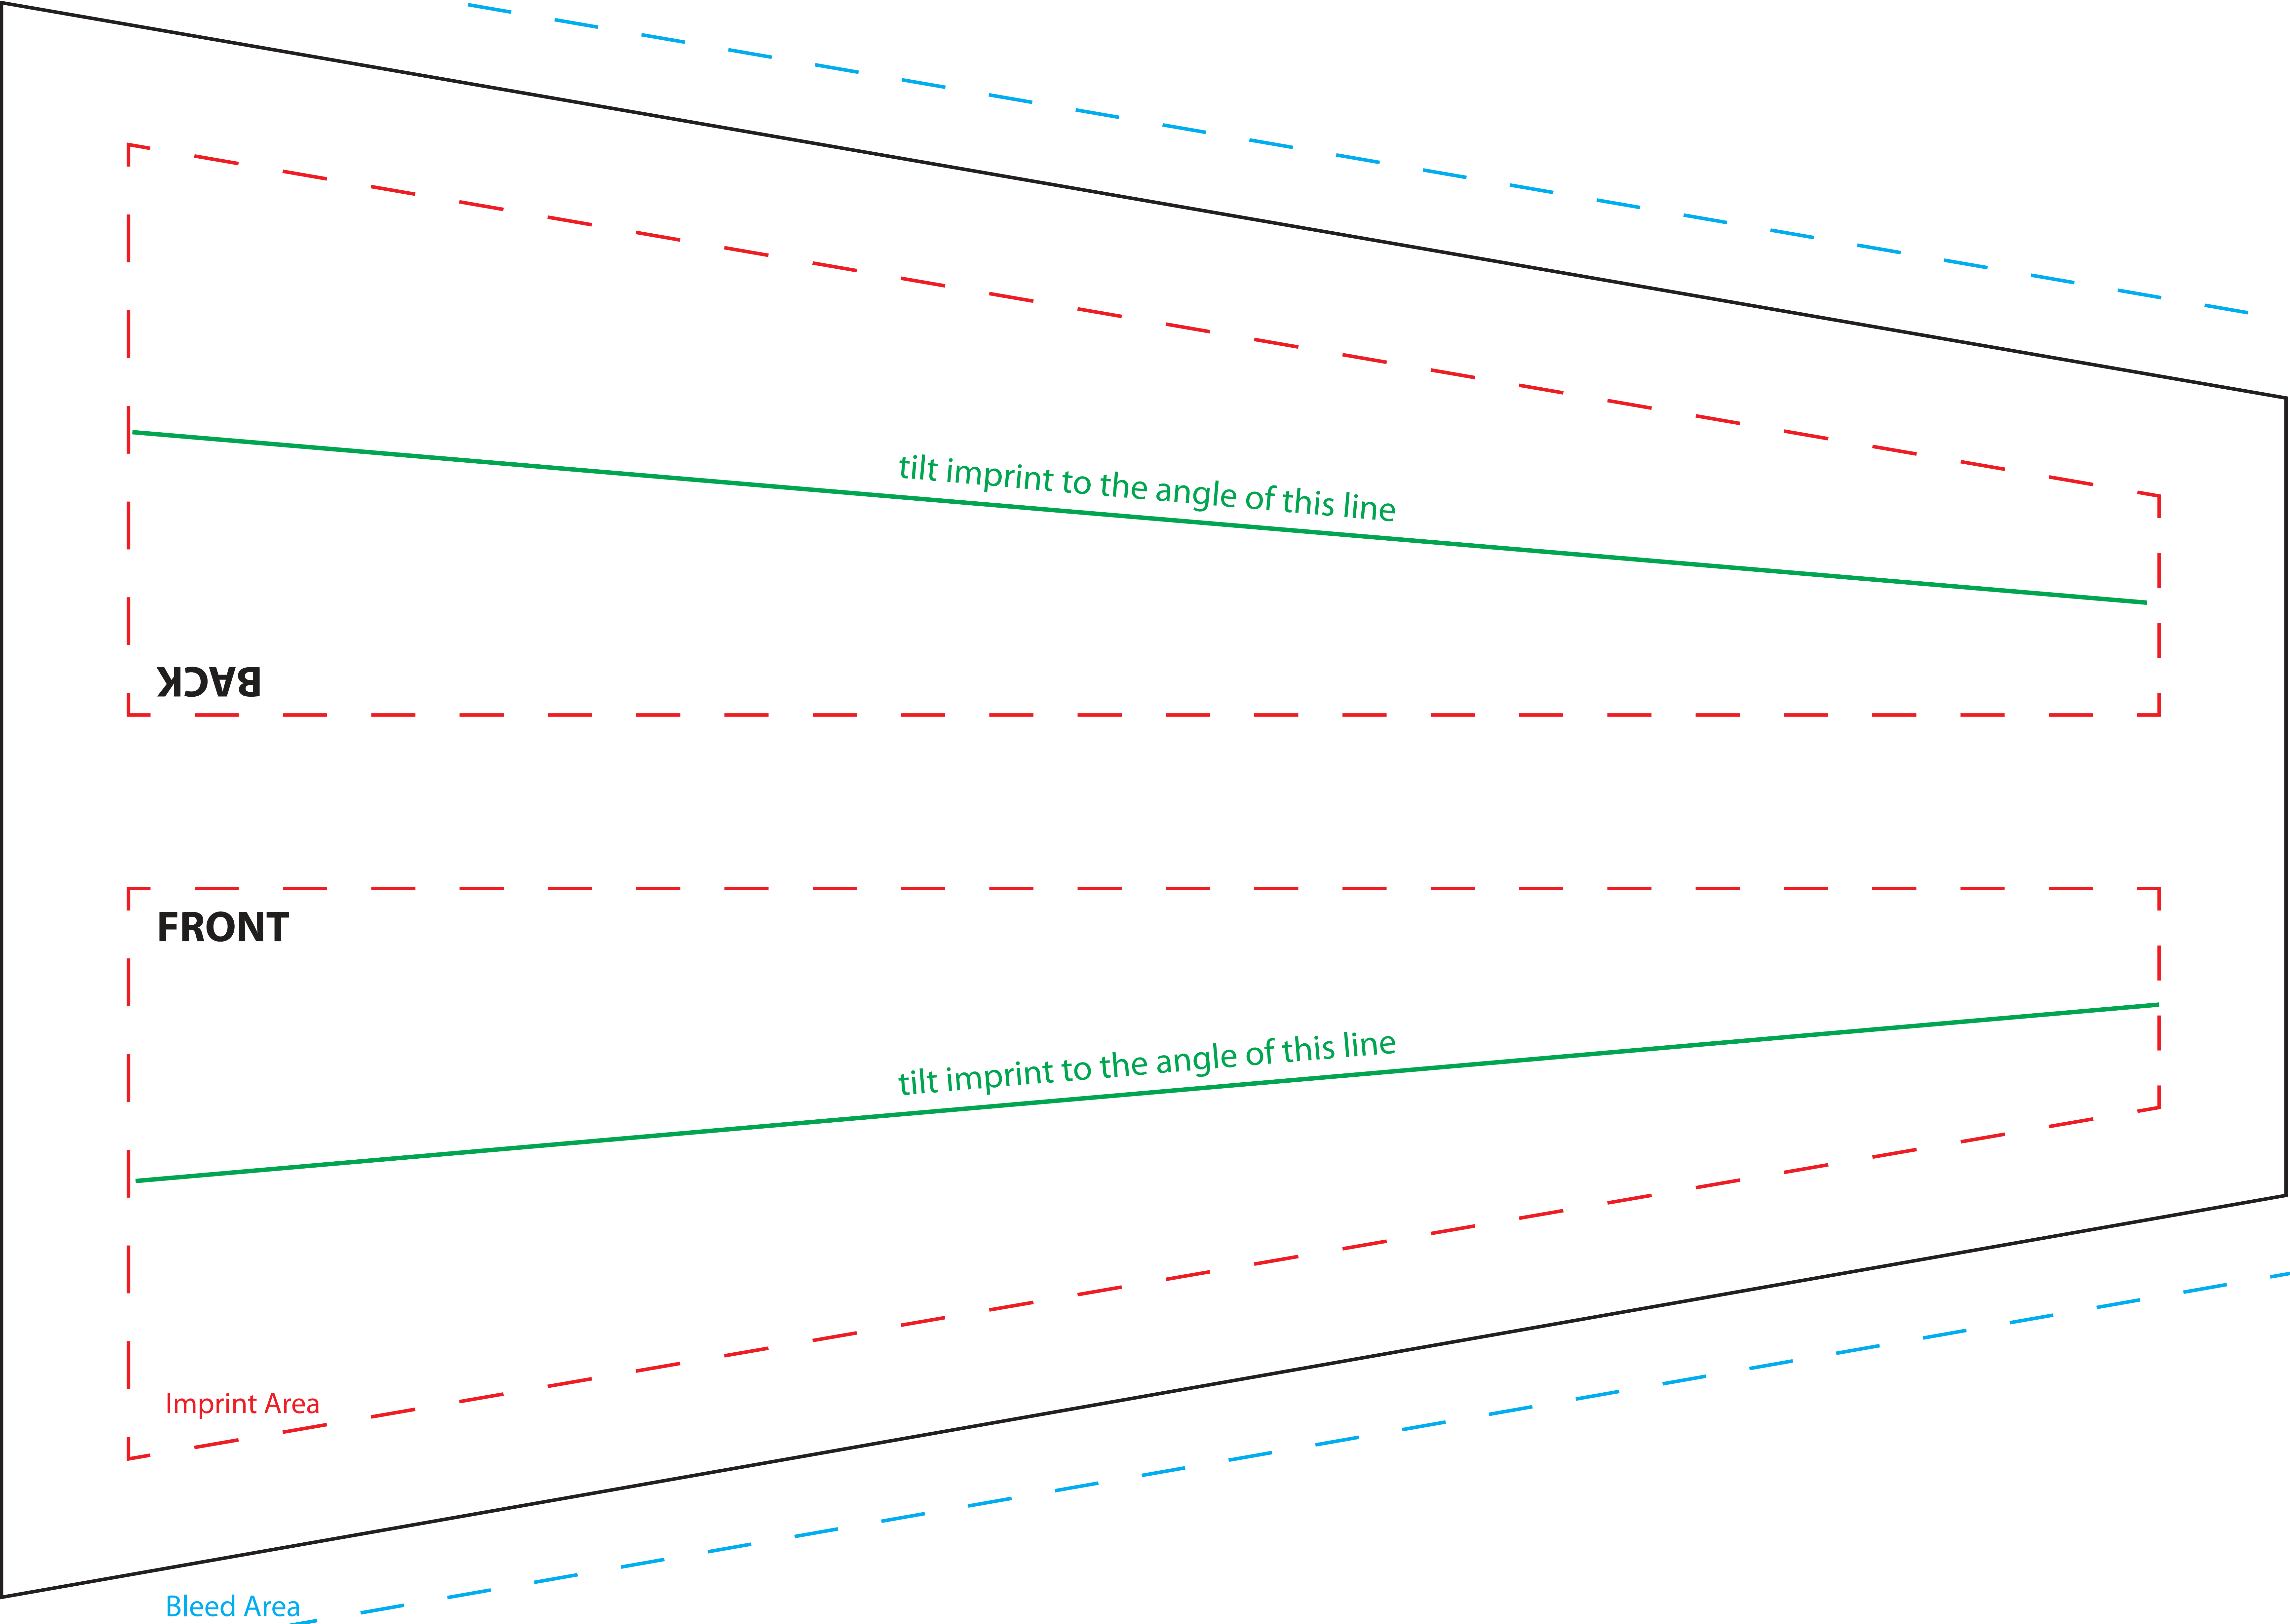 tilt imprint to the angle of this line
BACK
FRONT
tilt imprint to the angle of this line
Imprint Area
Bleed Area